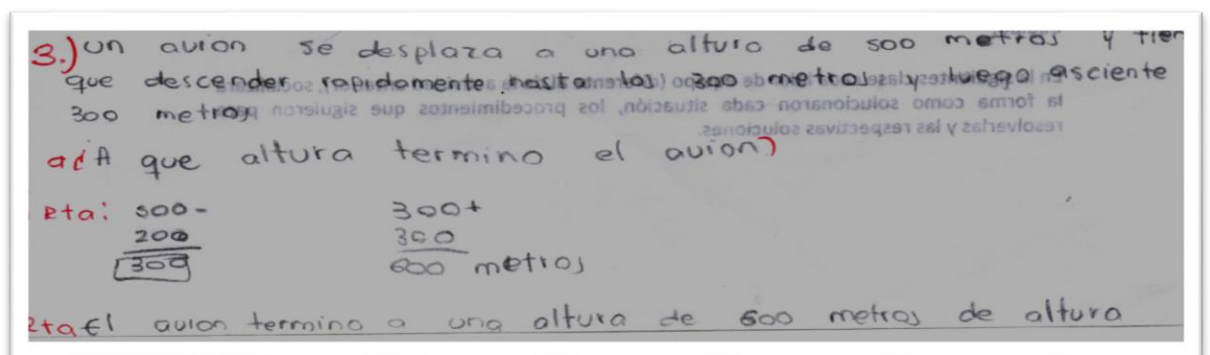 3.) Un avion se desplaza a una altura de 500 metros y tien
que descender rapidamente hasta los 300 metros y luego asciente
300 metros
a¿A que altura termino el avion?
Rta: 500- 300+
200 300
300 600 metros
Rta El avion termino a una altura de 600 metros de altura